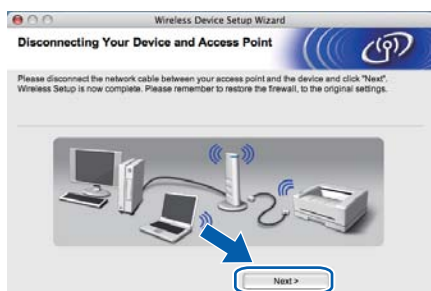 Wireless Device Setup Wizard
Disconnecting Your Device and Access Point
Please disconnect the network cable between your access point and the device and click "Next".
Wireless Setup is now complete. Please remember to restore the firewall, to the original settings.
Next >